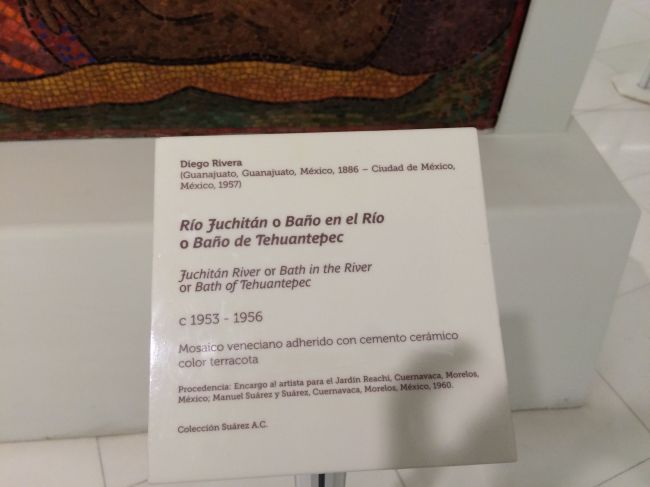 Diego Rivera
(Guanajuato, Guanajuato, México, 1886 – Ciudad de México,
México, 1957)
Río Juchitán o Baño en el Río
o Baño de Tehuantepec
Juchitán River or Bath in the River
or Bath of Tehuantepec
c 1953 - 1956
Mosaico veneciano adherido con cemento cerámico
color terracota
Procedencia: Encargo al artista para el Jardín Reachi, Cuernavaca, Morelos,
México; Manuel Suárez y Suárez, Cuernavaca, Morelos, México, 1960.
Colección Suárez A.C.